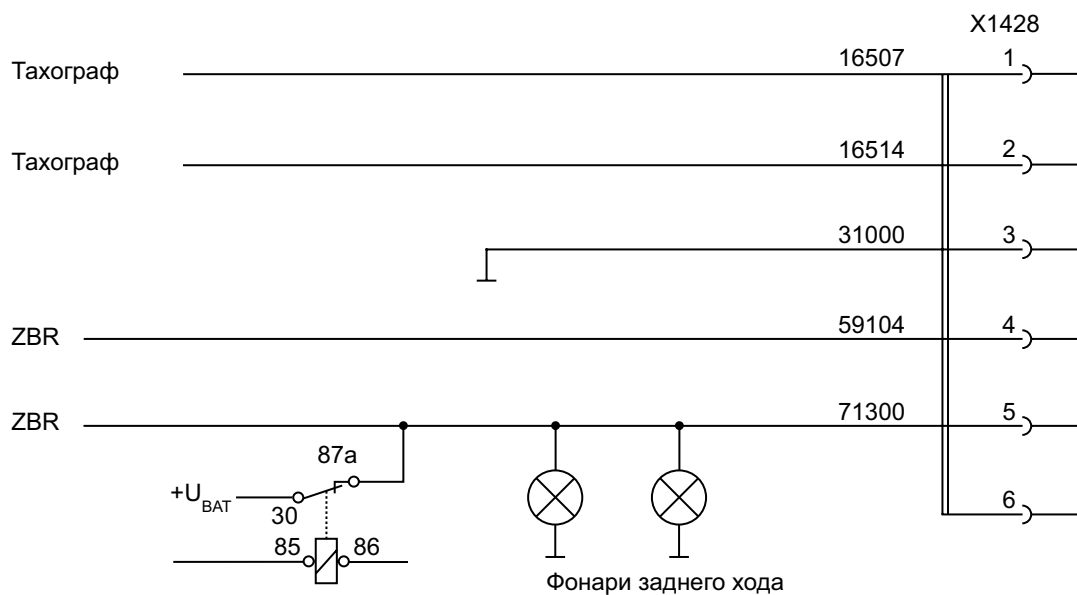 X1428
Тахограф 16507 1
Тахограф 16514 2
31000 3
ZBR 59104 4
ZBR 71300 5
87a
+UBAT 30 6
85 86
Фонари заднего хода